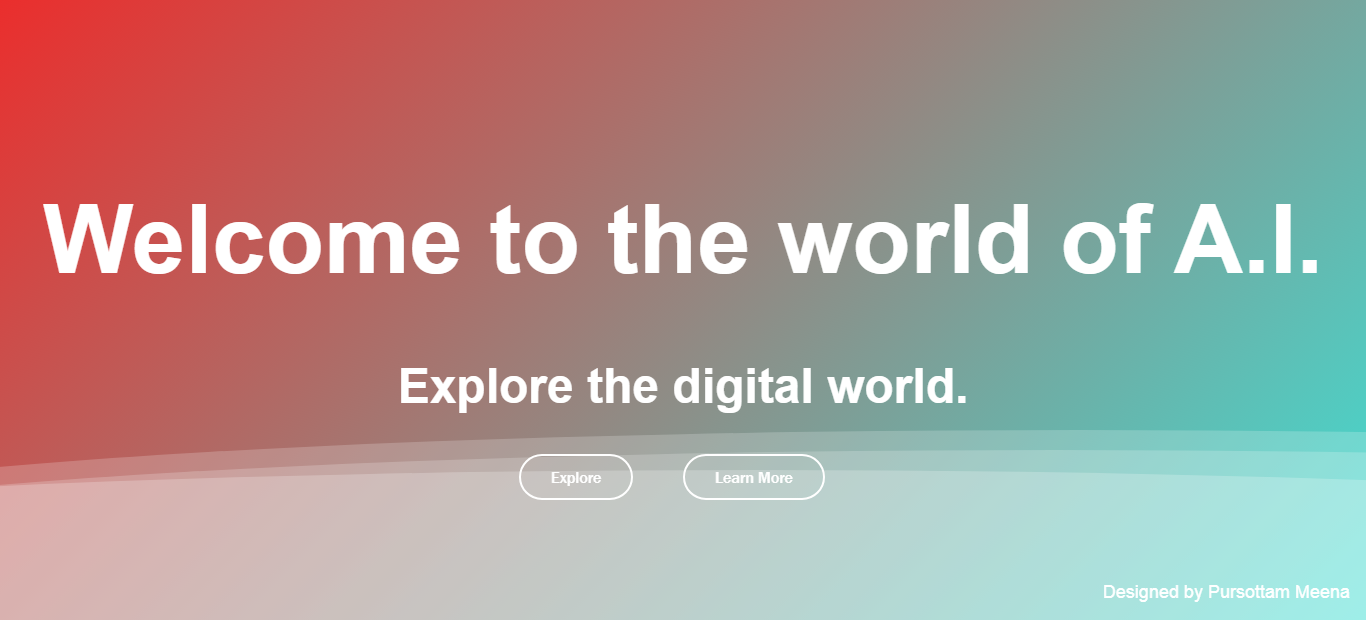 Welcome to the world of A.I.
Explore the digital world.
Explore
Learn More
Designed by Pursottam Meena